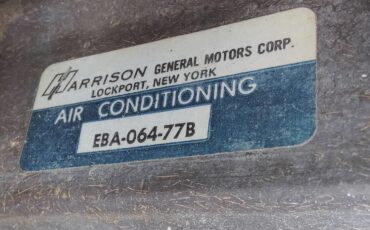 HARRISON GENERAL MOTORS CORP.
LOCKPORT, NEW YORK
AIR CONDITIONING
EBA-064-77B